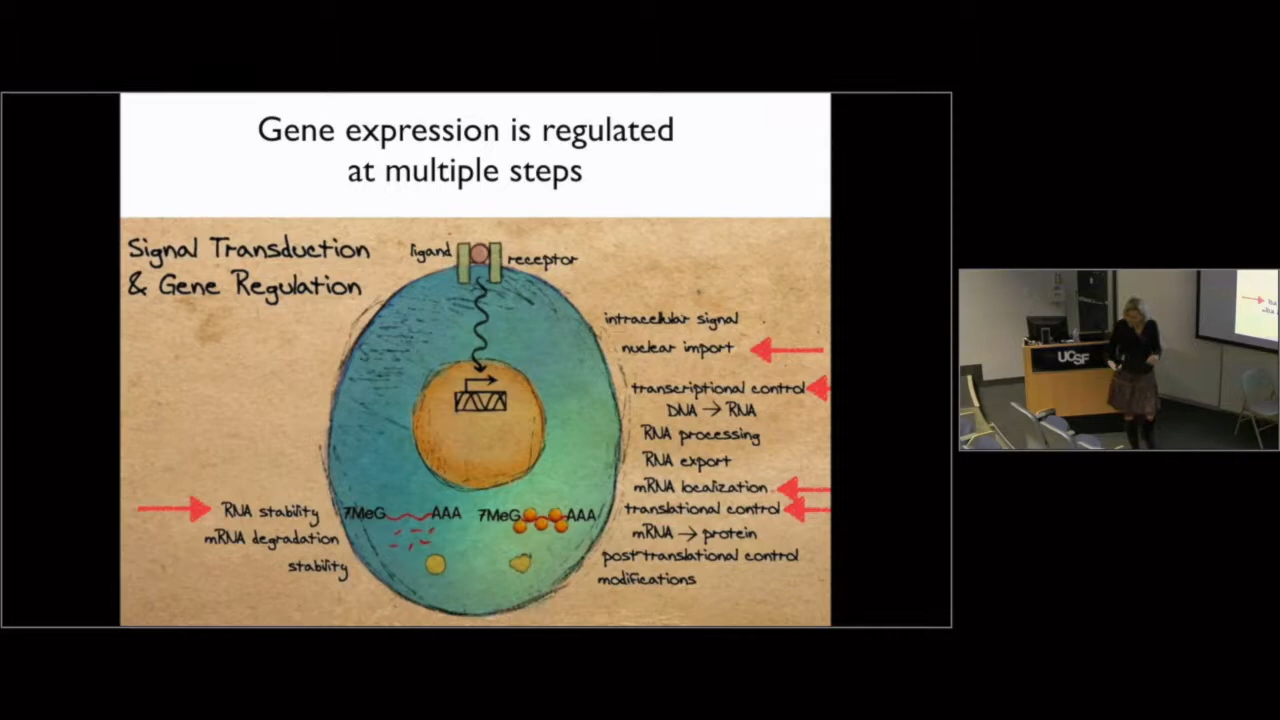 Gene expression is regulated
at multiple steps
Signal Transduction
& Gene Regulation
ligand
receptor
intracellular signal
nuclear import
transcriptional control
DNA → RNA
RNA processing
RNA export
mRNA localization
translational control
mRNA → protein
posttranslational control
modifications
RNA stability
mRNA degradation
stability
7MeG AAA
7MeG AAA
UCSF